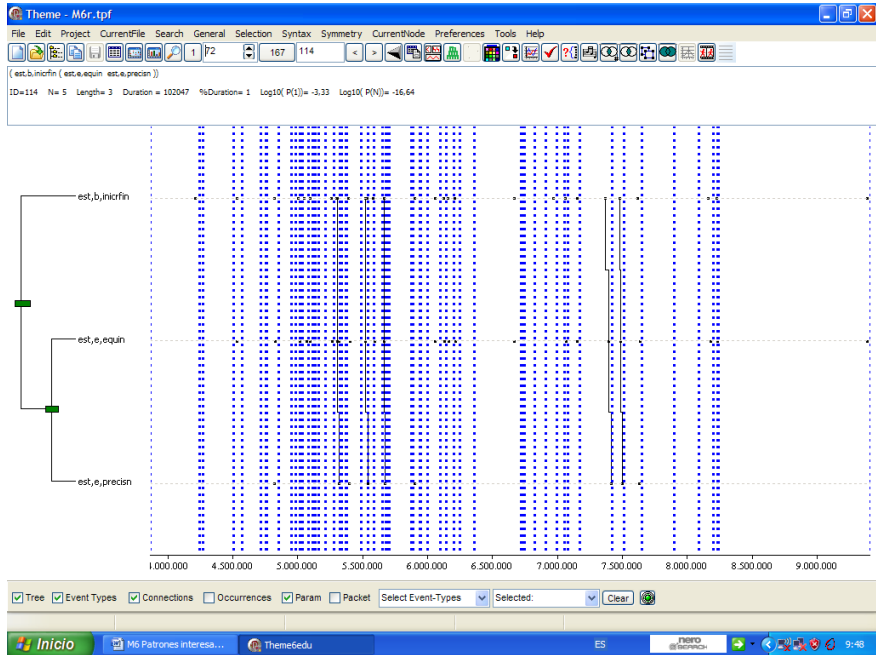 Theme - M6r.tpf
File Edit Project CurrentFile Search General Selection Syntax Symmetry CurrentNode Preferences Tools Help
1 72 167 114 < >
( est,b,inicrfin ( est,e,equin est,e,precisn ))
ID=114 N= 5 Length= 3 Duration = 102047 %Duration= 1 Log10( P(1))= -3,33 Log10( P(N))= -16,64
est,b,inicrfin
est,e,equin
est,e,precisn
4.500.000 5.000.000 5.500.000 6.000.000 6.500.000 7.000.000 7.500.000 8.000.000 8.500.000 9.000.000
Tree Event Types Connections Occurrences Param Packet Select Event-Types Selected: Clear
Inicio M6 Patrones interesa... Theme6edu ES nero SEARCH 9:48